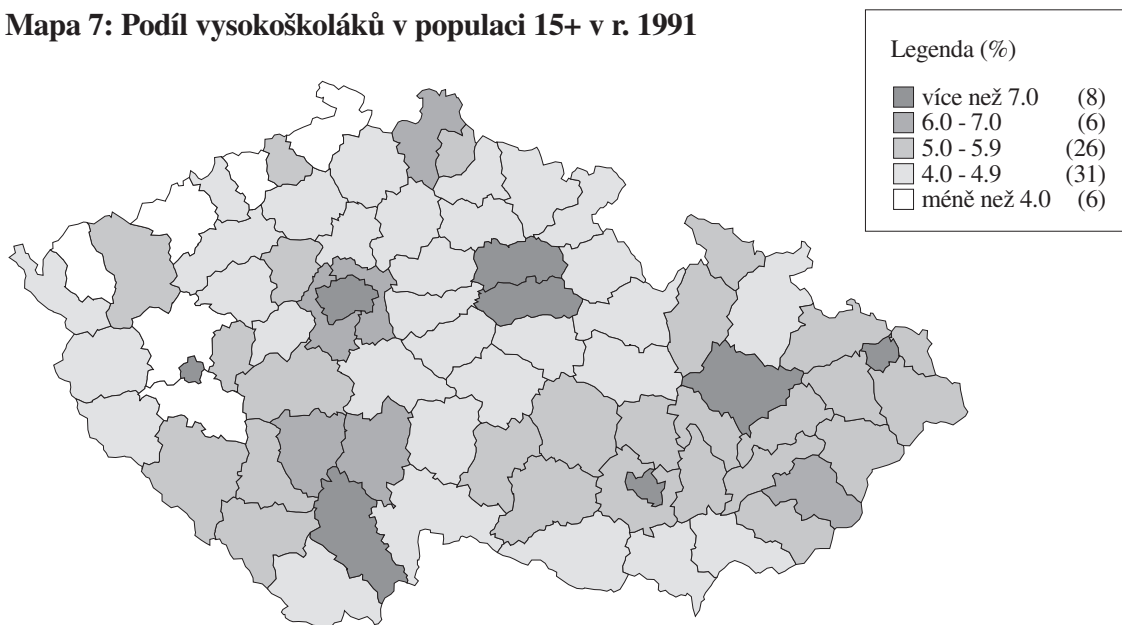 Mapa 7: Podíl vysokoškoláků v populaci 15+ v r. 1991
Legenda (%)
více než 7.0 (8)
6.0 - 7.0 (6)
5.0 - 5.9 (26)
4.0 - 4.9 (31)
méně než 4.0 (6)